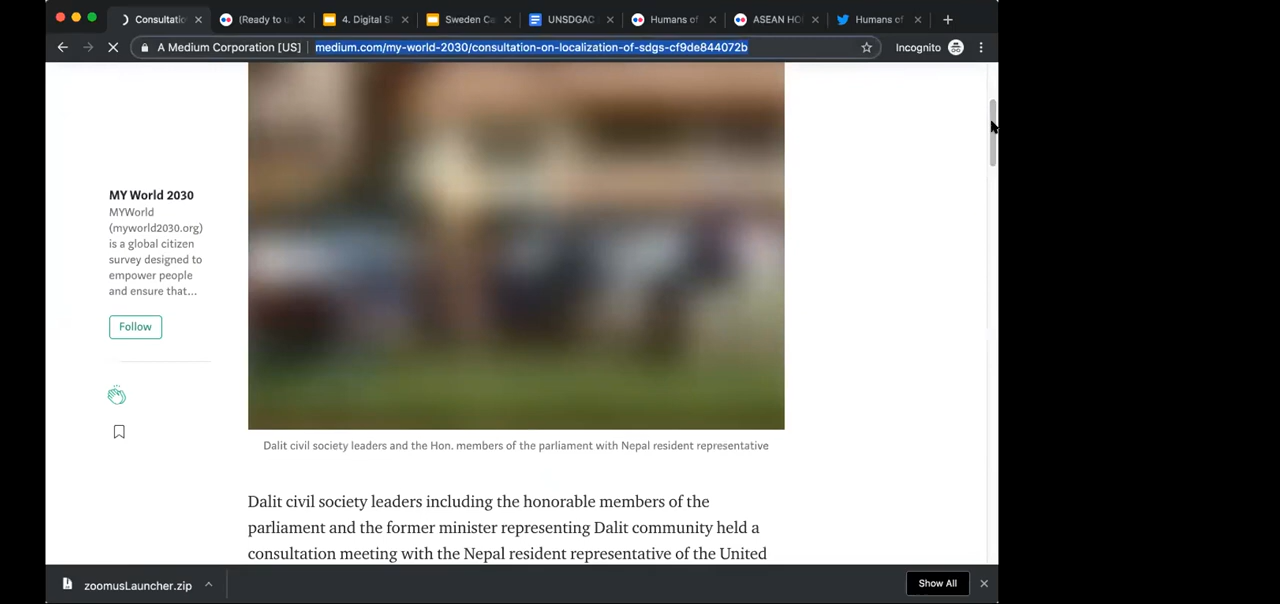 Consultatio
(Ready to u
4. Digital S
Sweden Ca
UNSDGAC
Humans of
ASEAN HO
Humans of
A Medium Corporation [US]
medium.com/my-world-2030/consultation-on-localization-of-sdgs-cf9de844072b
Incognito
MY World 2030
MYWorld
(myworld2030.org)
is a global citizen
survey designed to
empower people
and ensure that...
Follow
Dalit civil society leaders and the Hon. members of the parliament with Nepal resident representative
Dalit civil society leaders including the honorable members of the
parliament and the former minister representing Dalit community held a
consultation meeting with the Nepal resident representative of the United
zoomusLauncher.zip
Show All